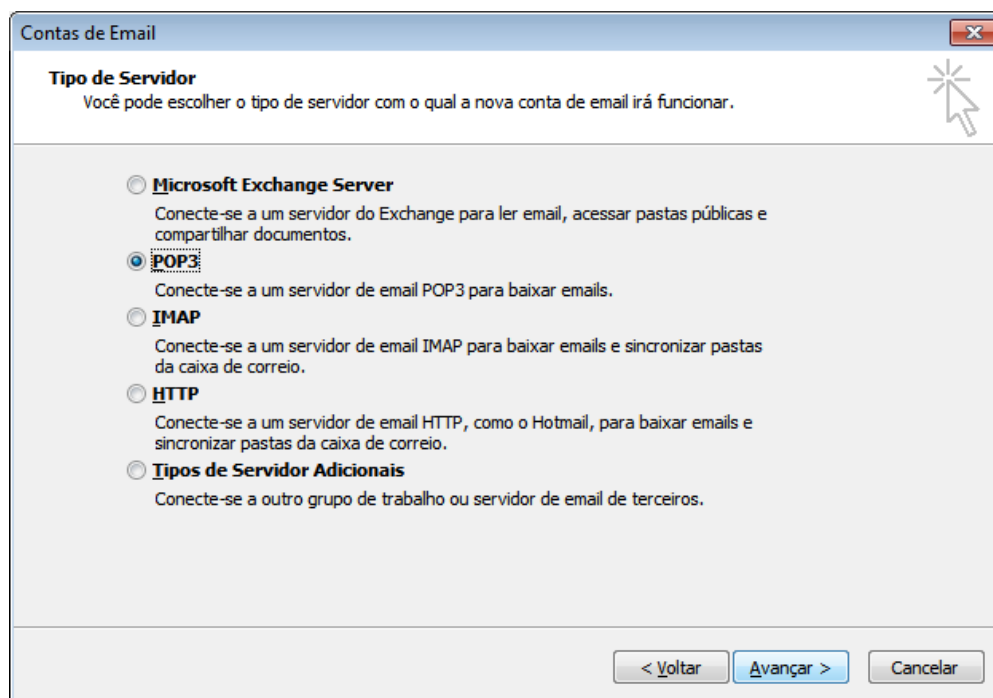 Contas de Email
Tipo de Servidor
Você pode escolher o tipo de servidor com o qual a nova conta de email irá funcionar.
Microsoft Exchange Server
Conecte-se a um servidor do Exchange para ler email, acessar pastas públicas e
compartilhar documentos.
POP3
Conecte-se a um servidor de email POP3 para baixar emails.
IMAP
Conecte-se a um servidor de email IMAP para baixar emails e sincronizar pastas
da caixa de correio.
HTTP
Conecte-se a um servidor de email HTTP, como o Hotmail, para baixar emails e
sincronizar pastas da caixa de correio.
Tipos de Servidor Adicionais
Conecte-se a outro grupo de trabalho ou servidor de email de terceiros.
< Voltar Avançar > Cancelar